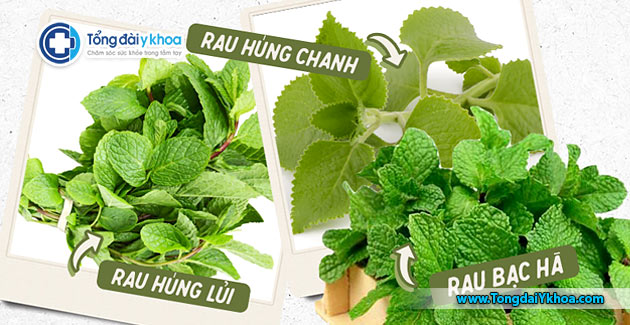 Tổng đài y khoa
Chăm sóc sức khỏe trong tầm tay
RAU HÚNG CHANH
RAU HÚNG LỦI
RAU BẠC HÀ
www.TongdaiYkhoa.com